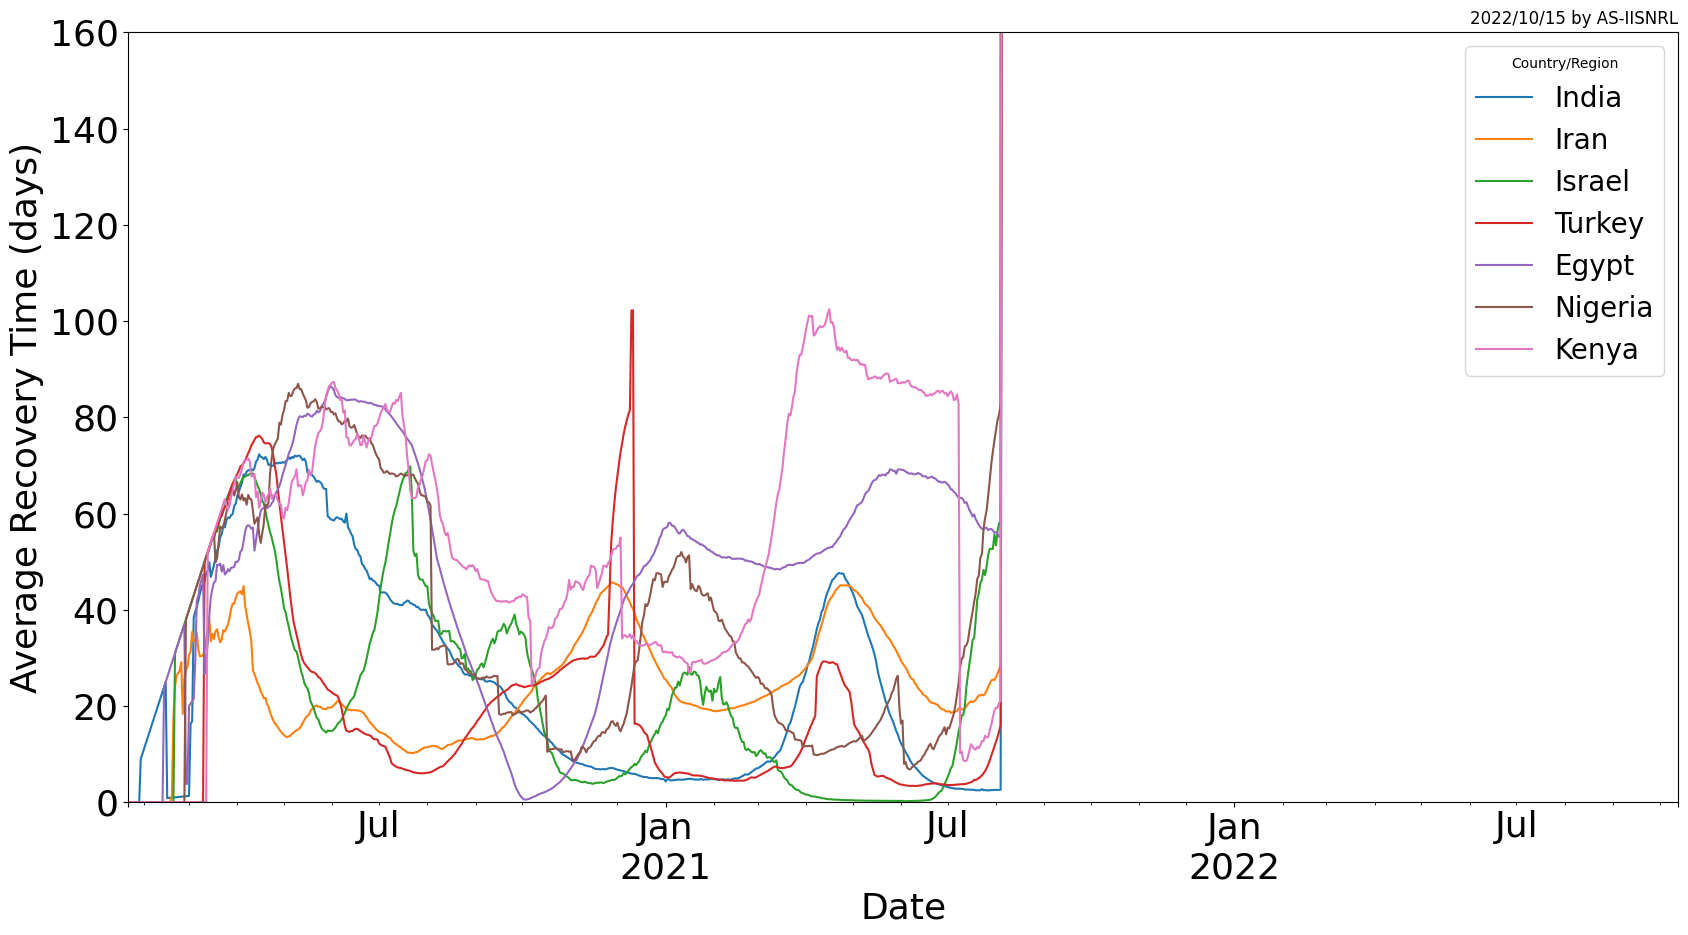 2022/10/15 by AS-IISNRL
Average Recovery Time (days)
160
140
120
100
80
60
40
20
0
Country/Region
India
Iran
Israel
Turkey
Egypt
Nigeria
Kenya
Jul
Jan
2021
Jul
Jan
2022
Jul
Date